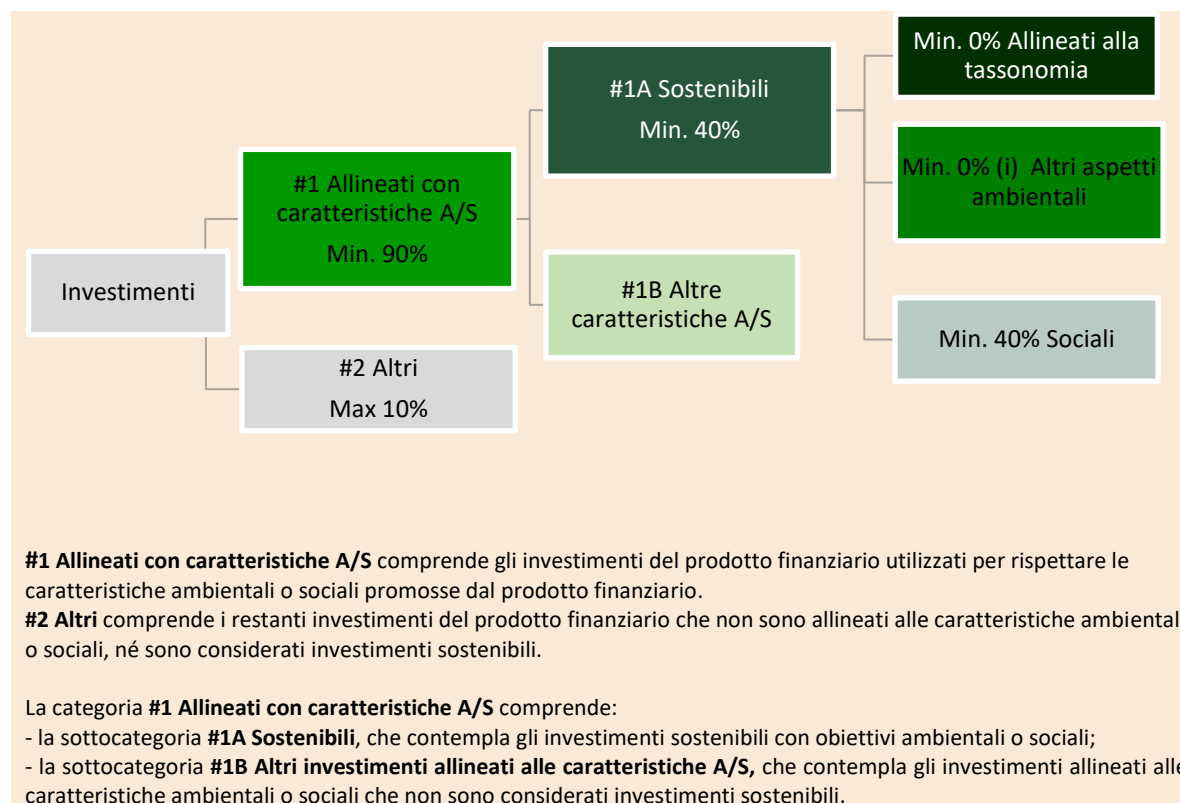 Investimenti
#1 Allineati con
caratteristiche A/S
Min. 90%
#2 Altri
Max 10%
#1A Sostenibili
Min. 40%
#1B Altre
caratteristiche A/S
Min. 0% Allineati alla
tassonomia
Min. 0% (i) Altri aspetti
ambientali
Min. 40% Sociali
#1 Allineati con caratteristiche A/S comprende gli investimenti del prodotto finanziario utilizzati per rispettare le
caratteristiche ambientali o sociali promosse dal prodotto finanziario.
#2 Altri comprende i restanti investimenti del prodotto finanziario che non sono allineati alle caratteristiche ambental
o sociali, né sono considerati investimenti sostenibili.
La categoria #1 Allineati con caratteristiche A/S comprende:
- la sottocategoria #1A Sostenibili, che contempla gli investimenti sostenibili con obiettivi ambientali o sociali;
- la sottocategoria #1B Altri investimenti allineati alle caratteristiche A/S, che contempla gli investimenti allineati alle
caratteristiche ambientali o sociali che non sono considerati investimenti sostenibili.